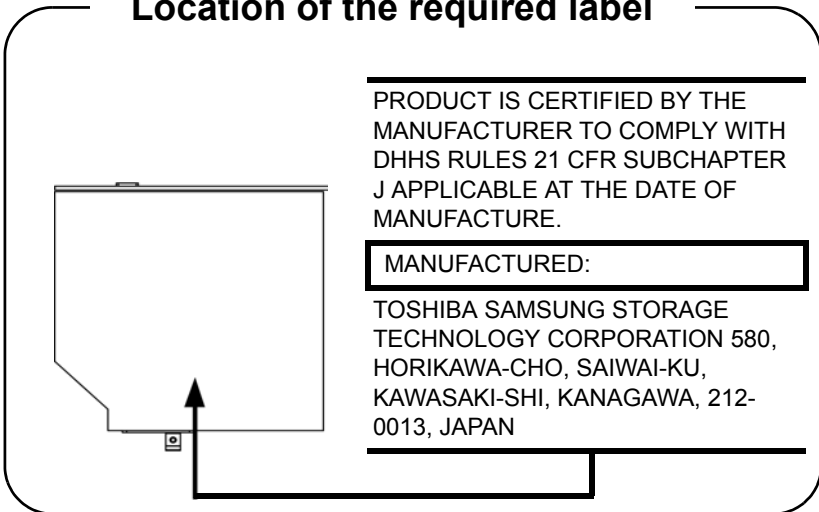 Location of the required label
PRODUCT IS CERTIFIED BY THE
MANUFACTURER TO COMPLY WITH
DHHS RULES 21 CFR SUBCHAPTER
J APPLICABLE AT THE DATE OF
MANUFACTURE.
MANUFACTURED:
TOSHIBA SAMSUNG STORAGE
TECHNOLOGY CORPORATION 580,
HORIKAWA-CHO, SAIWAI-KU,
KAWASAKI-SHI, KANAGAWA, 212-
0013, JAPAN